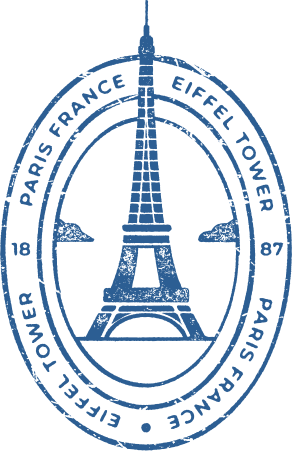 PARIS FRANCE
EIFFEL TOWER
18
87
EIFFEL TOWER
PARIS FRANCE